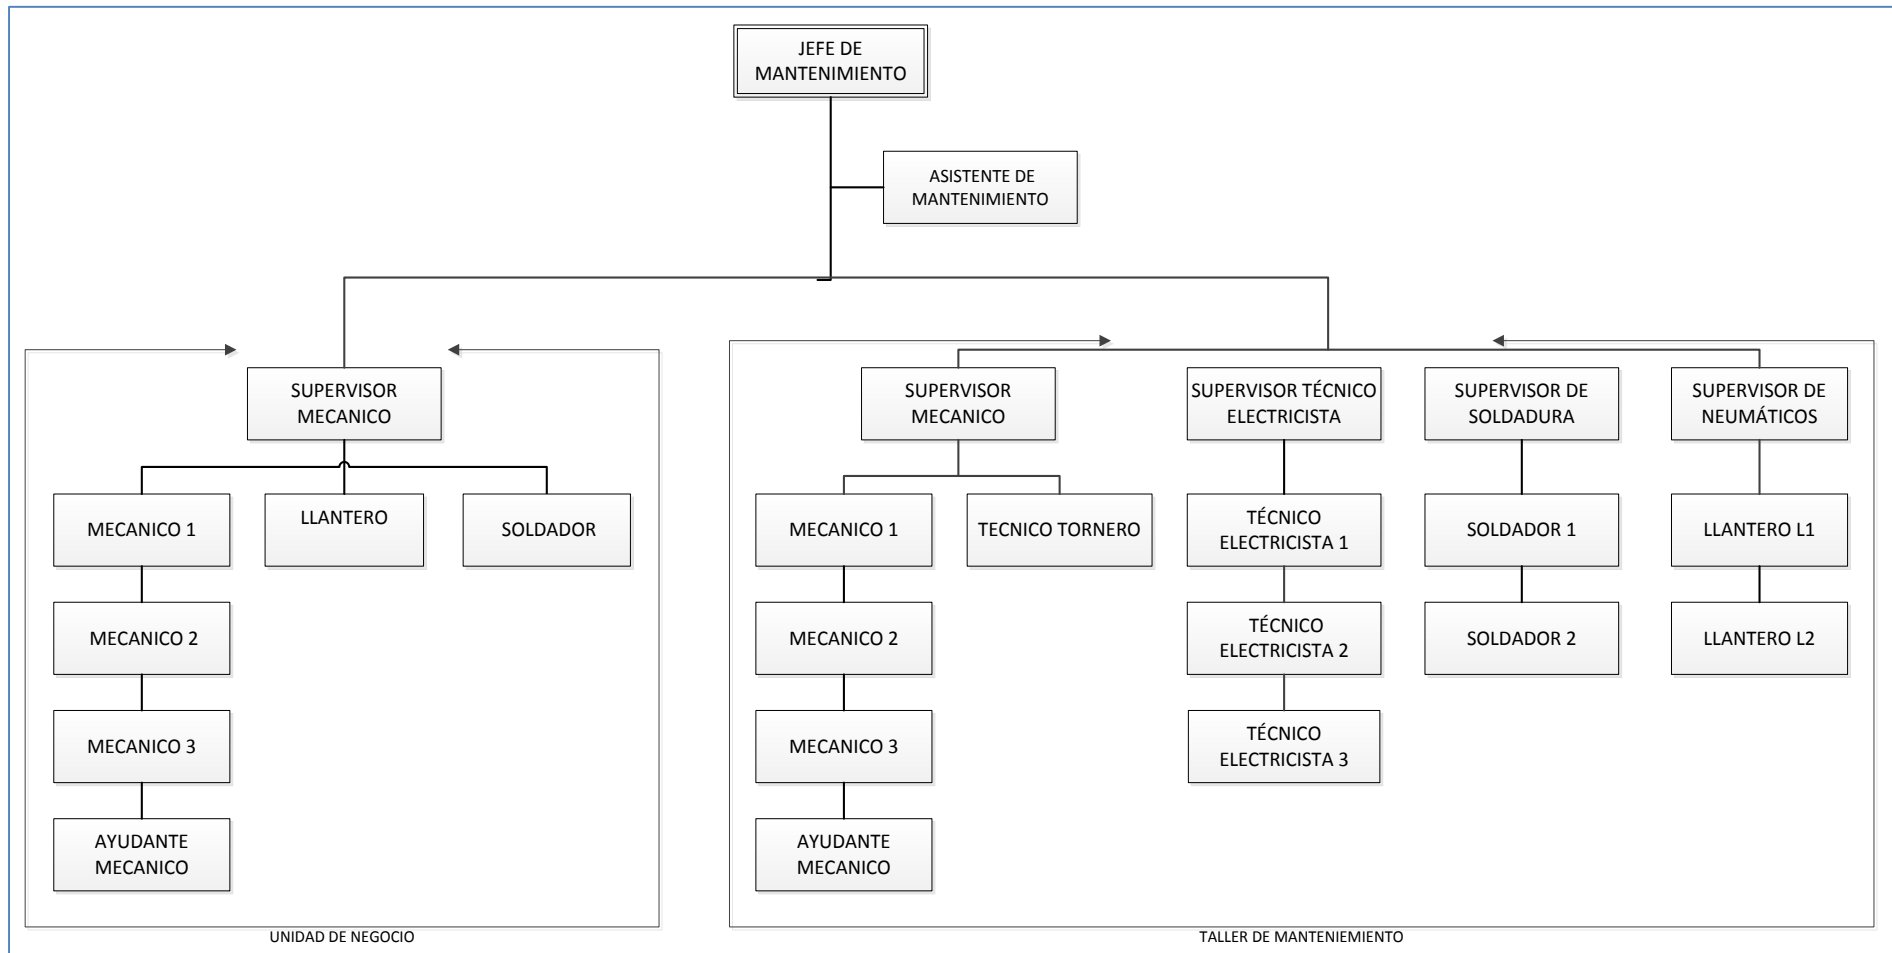 JEFE DE
MANTENIMIENTO
ASISTENTE DE
MANTENIMIENTO
SUPERVISOR
MECANICO
MECANICO 1
LLANTERO
SOLDADOR
MECANICO 2
MECANICO 3
AYUDANTE
MECANICO
UNIDAD DE NEGOCIO
SUPERVISOR
MECANICO
SUPERVISOR TÉCNICO
ELECTRICISTA
SUPERVISOR DE
SOLDADURA
SUPERVISOR DE
NEUMÁTICOS
MECANICO 1
TECNICO TORNERO
TÉCNICO
ELECTRICISTA 1
SOLDADOR 1
LLANTERO L1
MECANICO 2
TÉCNICO
ELECTRICISTA 2
SOLDADOR 2
LLANTERO L2
MECANICO 3
TÉCNICO
ELECTRICISTA 3
AYUDANTE
MECANICO
TALLER DE MANTENIEMIENTO